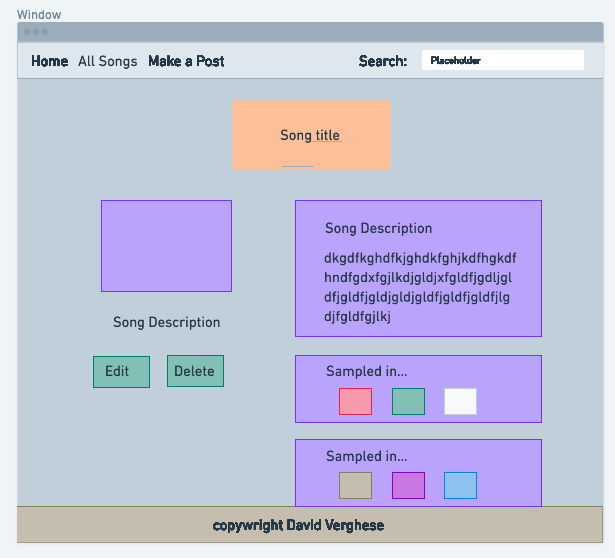 Window
Home All Songs Make a Post Search: Placeholder
Song title
Song Description
dkgdfkghdfkjghdkfghjkdfhgkdf
hndfgdxfgjlkdjgldjxfgldfjgdljgl
dfjgldfjgldjgldjgldfjgldfjgldfjlg
djfgldfgjlkj
Song Description
Edit Delete
Sampled in...
Sampled in...
copywright David Verghese